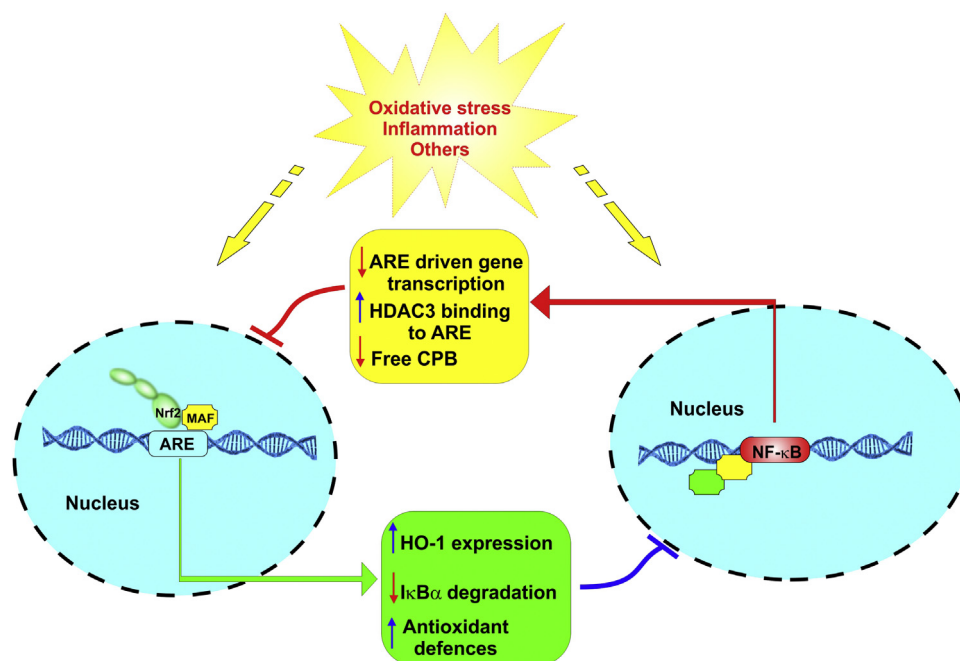 Oxidative stress
Inflammation
Others
↓ARE driven gene
transcription
↑HDAC3 binding
to ARE
↓Free CPB
Nrf2
MAF
ARE
Nucleus
Nucleus
NF-κB
↑HO-1 expression
↓IκBα degradation
↑Antioxidant
defences